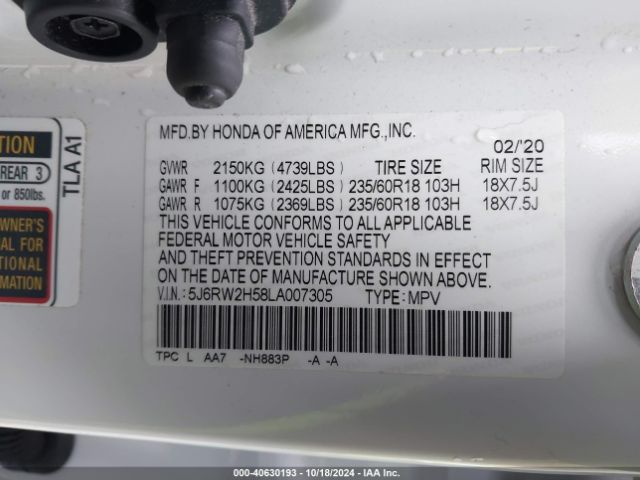 MFD.BY HONDA OF AMERICA MFG.,INC.
02/'20
GVWR 2150KG (4739LBS) TIRE SIZE RIM SIZE
GAWR F 1100KG (2425LBS) 235/60R18 103H 18X7.5J
GAWR R 1075KG (2369LBS) 235/60R18 103H 18X7.5J
THIS VEHICLE CONFORMS TO ALL APPLICABLE
FEDERAL MOTOR VEHICLE SAFETY
AND THEFT PREVENTION STANDARDS IN EFFECT
ON THE DATE OF MANUFACTURE SHOWN ABOVE.
V.I.N.: 5J6RW2H58LA007305 TYPE: MPV
TPC L AA7 -NH883P -A -A
TLA A1
REAR 3
or 850lbs.
OWNER'S
FOR
000-40630193 - 10/18/2024 - IAA Inc.